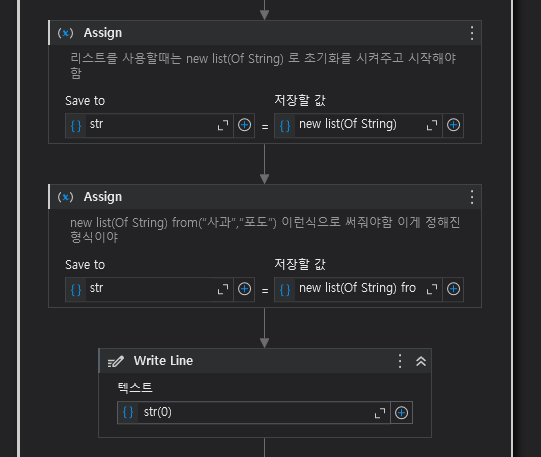 Assign
리스트를 사용할때는 new list(Of String) 로 초기화를 시켜주고 시작해야
함
Save to 저장할 값
str = new list(Of String)
Assign
new list(Of String) from("사과","포도") 이런식으로 써줘야함 이게 정해진
형식이야
Save to 저장할 값
str = new list(Of String) fro
Write Line
텍스트
str(0)